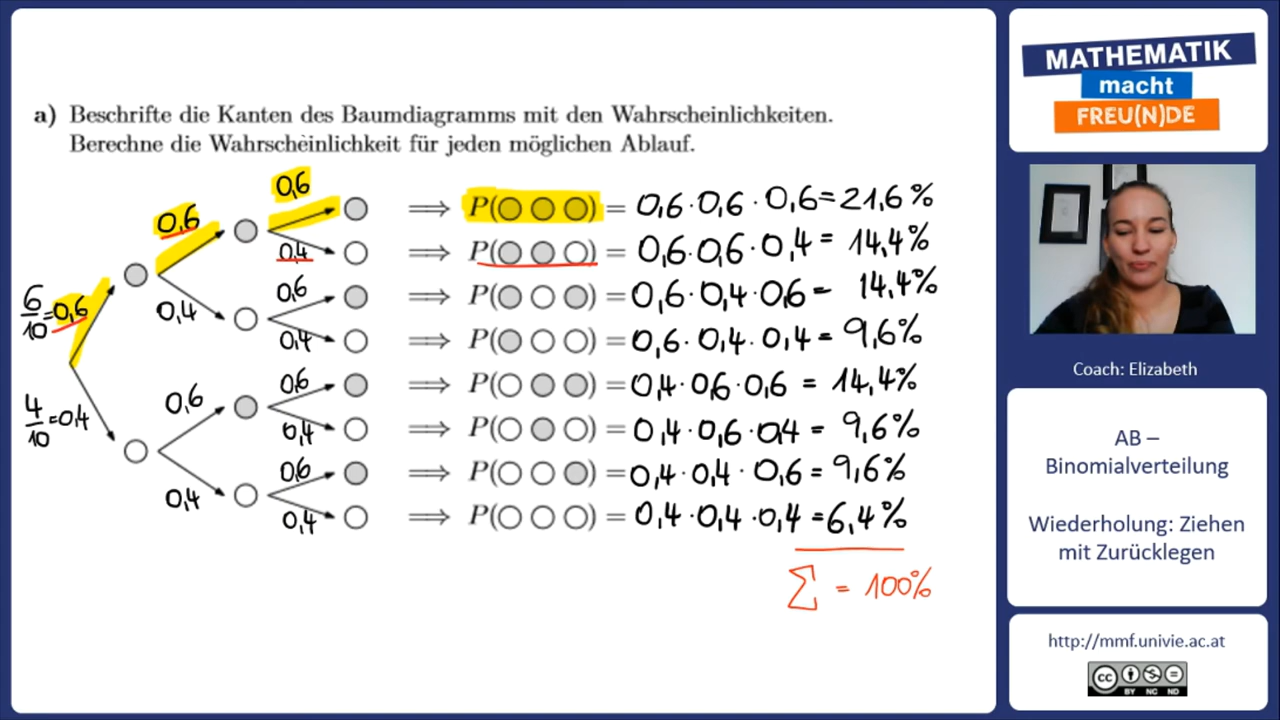 a) Beschrifte die Kanten des Baumdiagramms mit den Wahrscheinlichkeiten.
Berechne die Wahrscheinlichkeit für jeden möglichen Ablauf.
6/10 = 0,6
4/10 = 0,4
0,6
0,4
0,6
0,4
0,6
0,4
0,6
0,4
0,6
0,4
0,6
0,4
⟹ P(● ● ●) = 0,6 · 0,6 · 0,6 = 21,6 %
⟹ P(● ● ○) = 0,6 · 0,6 · 0,4 = 14,4%
⟹ P(● ○ ●) = 0,6 · 0,4 · 0,6 = 14,4%
⟹ P(● ○ ○) = 0,6 · 0,4 · 0,4 = 9,6%
⟹ P(○ ● ●) = 0,4 · 0,6 · 0,6 = 14,4%
⟹ P(○ ● ○) = 0,4 · 0,6 · 0,4 = 9,6%
⟹ P(○ ○ ●) = 0,4 · 0,4 · 0,6 = 9,6%
⟹ P(○ ○ ○) = 0,4 · 0,4 · 0,4 = 6,4%
Σ = 100%
MATHEMATIK
macht
FREU(N)DE
Coach: Elizabeth
AB –
Binomialverteilung
Wiederholung: Ziehen
mit Zurücklegen
http://mmf.univie.ac.at
cc
BY NC ND